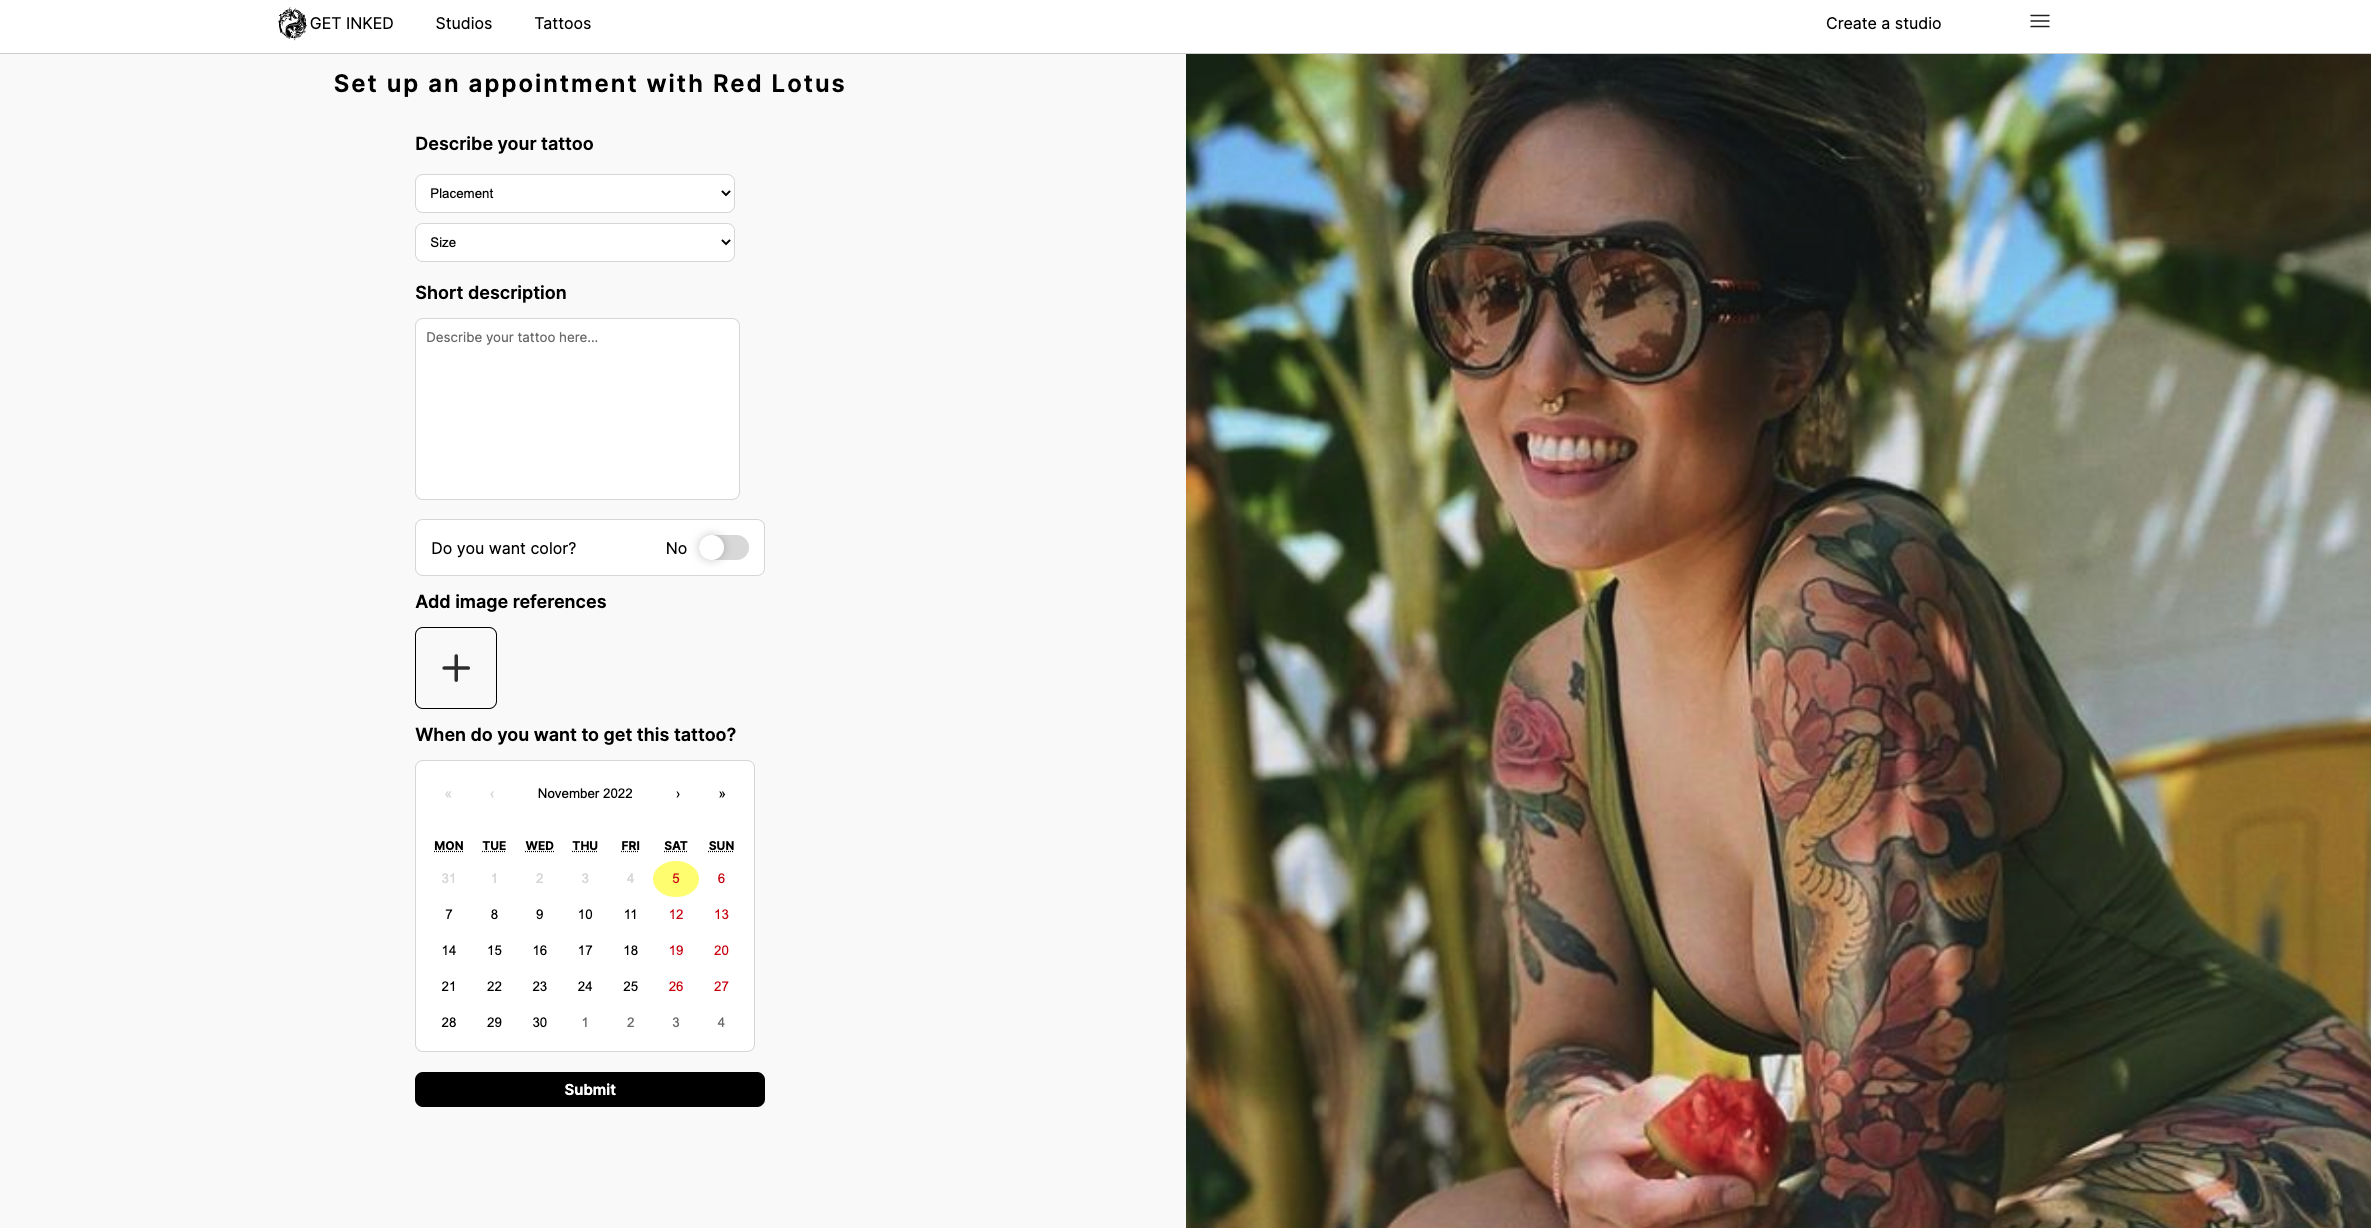 GET INKED Studios Tattoos Create a studio
Set up an appointment with Red Lotus
Describe your tattoo
Placement
Size
Short description
Describe your tattoo here...
Do you want color? No
Add image references
When do you want to get this tattoo?
« ‹ November 2022 › »
MON TUE WED THU FRI SAT SUN
31 1 2 3 4 5 6
7 8 9 10 11 12 13
14 15 16 17 18 19 20
21 22 23 24 25 26 27
28 29 30 1 2 3 4
Submit